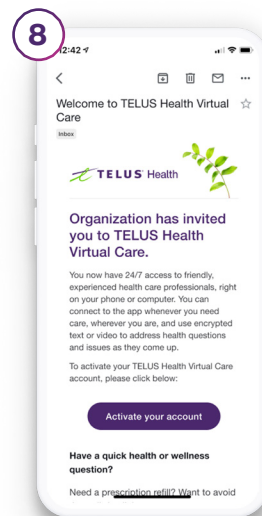 8
12:42
Welcome to TELUS Health Virtual
Care
Inbox
TELUS Health
Organization has invited
you to TELUS Health
Virtual Care.
You now have 24/7 access to friendly,
experienced health care professionals, right
on your phone or computer. You can
connect to the app whenever you need
care, wherever you are, and use encrypted
text or video to address health questions
and issues as they come up.
To activate your TELUS Health Virtual Care
account, please click below:
Activate your account
Have a quick health or wellness
question?
Need a prescription refill? Want to avoid